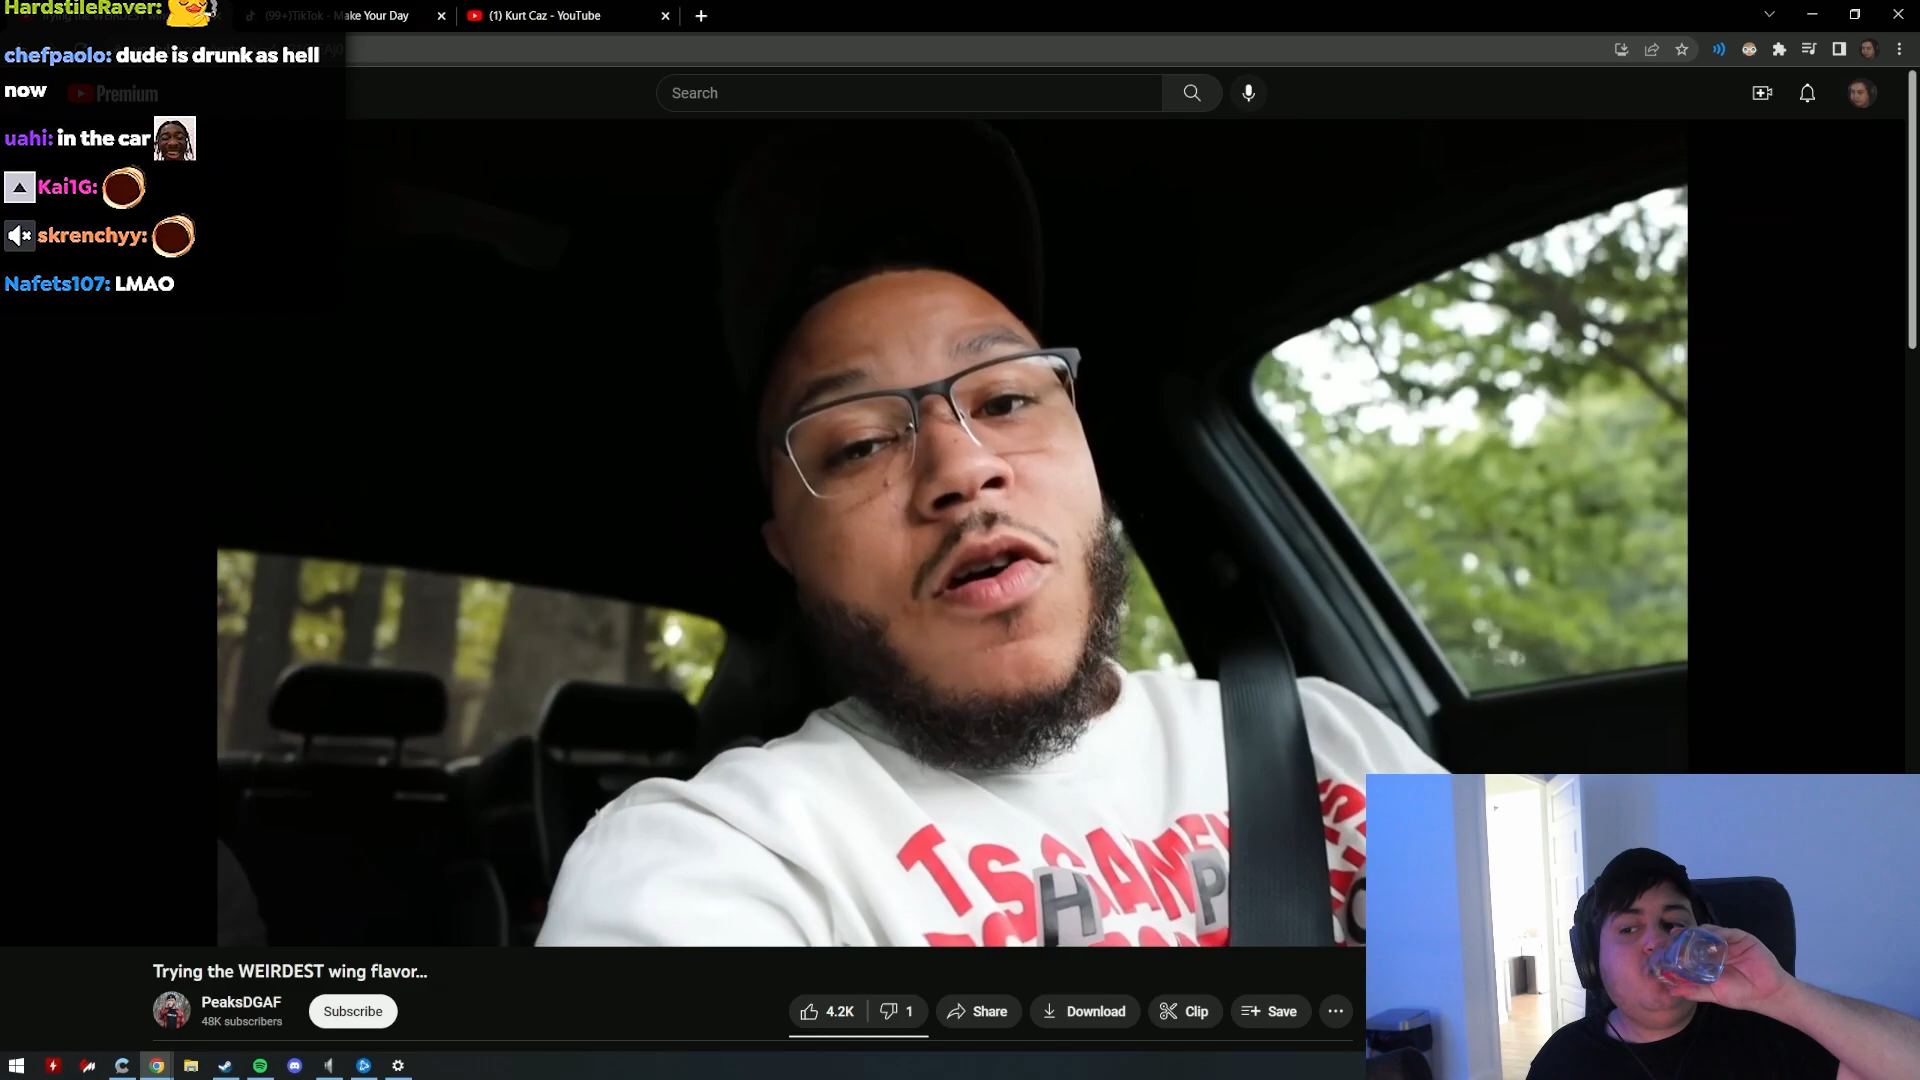 HardstileRaver:
(99+)TikTok - Make Your Day
(1) Kurt Caz - YouTube
chefpaolo: dude is drunk as hell
now
Premium
Search
uahi: in the car
Kai1G:
skrenchyy:
Nafets107: LMAO
Trying the WEIRDEST wing flavor...
PeaksDGAF
48K subscribers
Subscribe
4.2K
1
Share
Download
Clip
Save